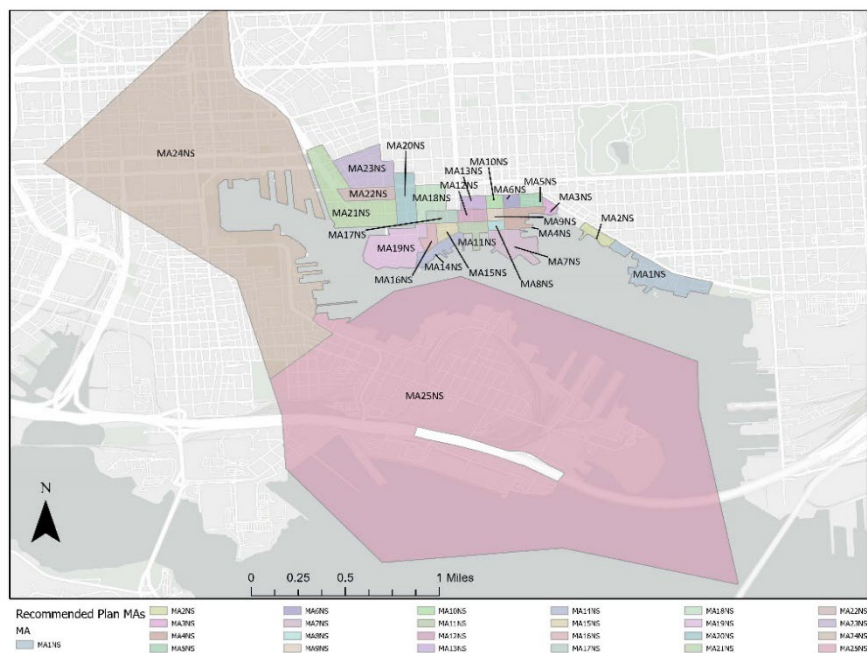 MA20NS
MA10NS
MA24NS
MA23NS
MA13NS
MA12NS
MA6NS
MA5NS
MA22NS
MA18NS
MA3NS
MA21NS
MA9NS
MA2NS
MA17NS
MA4NS
MA19NS
MA11NS
MA7NS
MA14NS
MA15NS
MA16NS
MA8NS
MA1NS
MA25NS
N
0 0.25 0.5 1 Miles
Recommended Plan MAs
MA
MA1NS
MA2NS
MA3NS
MA4NS
MA5NS
MA6NS
MA7NS
MA8NS
MA9NS
MA10NS
MA11NS
MA12NS
MA13NS
MA14NS
MA15NS
MA16NS
MA17NS
MA18NS
MA19NS
MA20NS
MA21NS
MA22NS
MA23NS
MA24NS
MA25NS